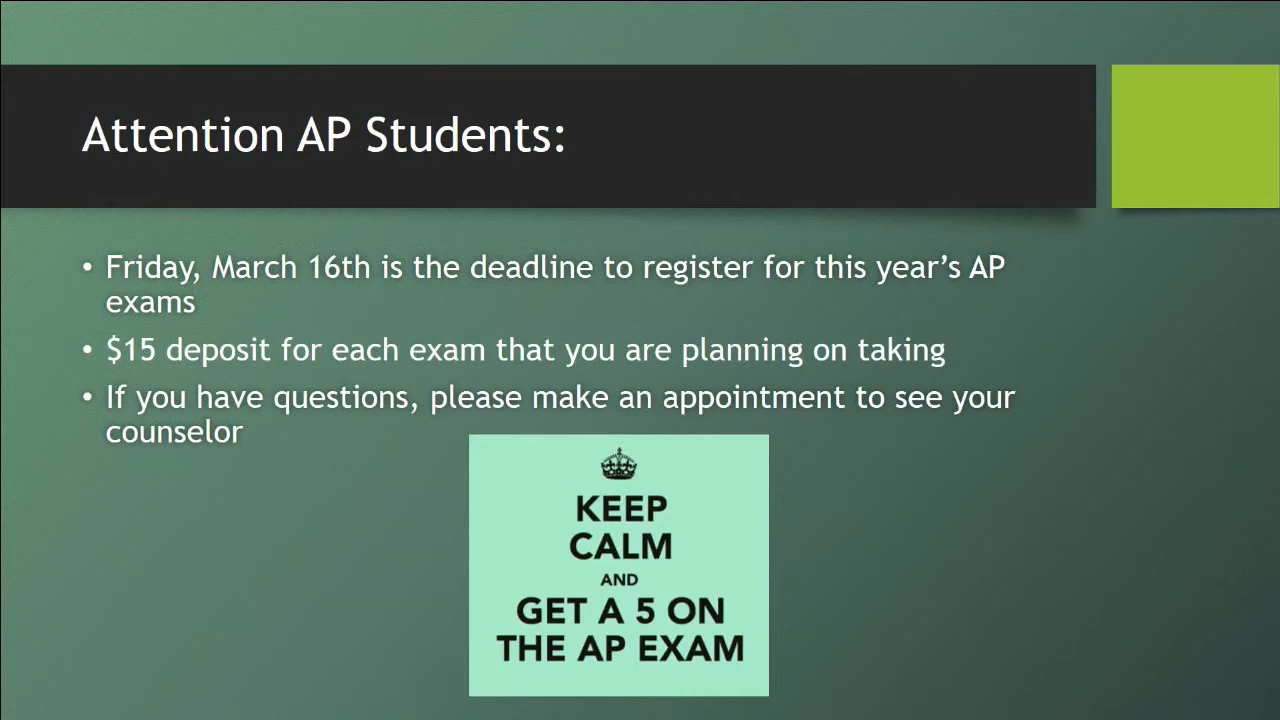 Attention AP Students:
• Friday, March 16th is the deadline to register for this year’s AP
exams
• $15 deposit for each exam that you are planning on taking
• If you have questions, please make an appointment to see your
counselor
KEEP
CALM
AND
GET A 5 ON
THE AP EXAM